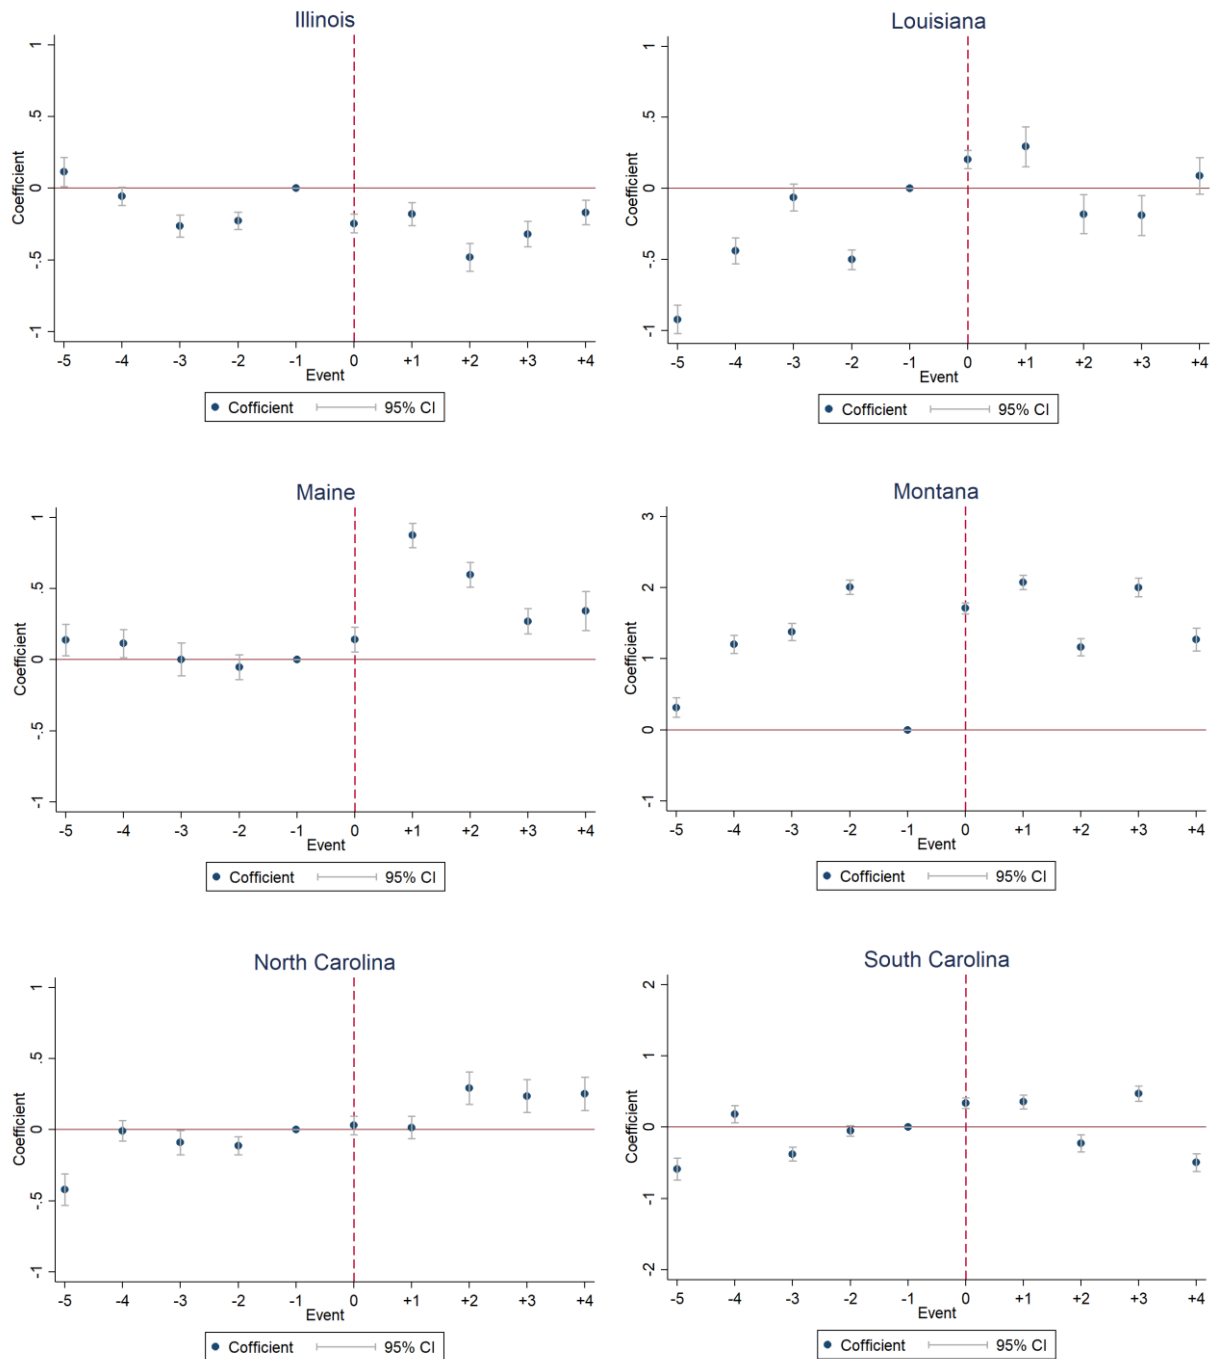 Illinois
Coefficient
1
.5
0
-.5
-1
-5 -4 -3 -2 -1 0 +1 +2 +3 +4
Event
Cofficient 95% CI
Louisiana
Coefficient
1
.5
0
-.5
-1
-5 -4 -3 -2 -1 0 +1 +2 +3 +4
Event
Cofficient 95% CI
Maine
Coefficient
1
.5
0
-.5
-1
-5 -4 -3 -2 -1 0 +1 +2 +3 +4
Event
Cofficient 95% CI
Montana
Coefficient
3
2
1
0
-1
-5 -4 -3 -2 -1 0 +1 +2 +3 +4
Event
Cofficient 95% CI
North Carolina
Coefficient
1
.5
0
-.5
-1
-5 -4 -3 -2 -1 0 +1 +2 +3 +4
Event
Cofficient 95% CI
South Carolina
Coefficient
2
1
0
-1
-2
-5 -4 -3 -2 -1 0 +1 +2 +3 +4
Event
Cofficient 95% CI